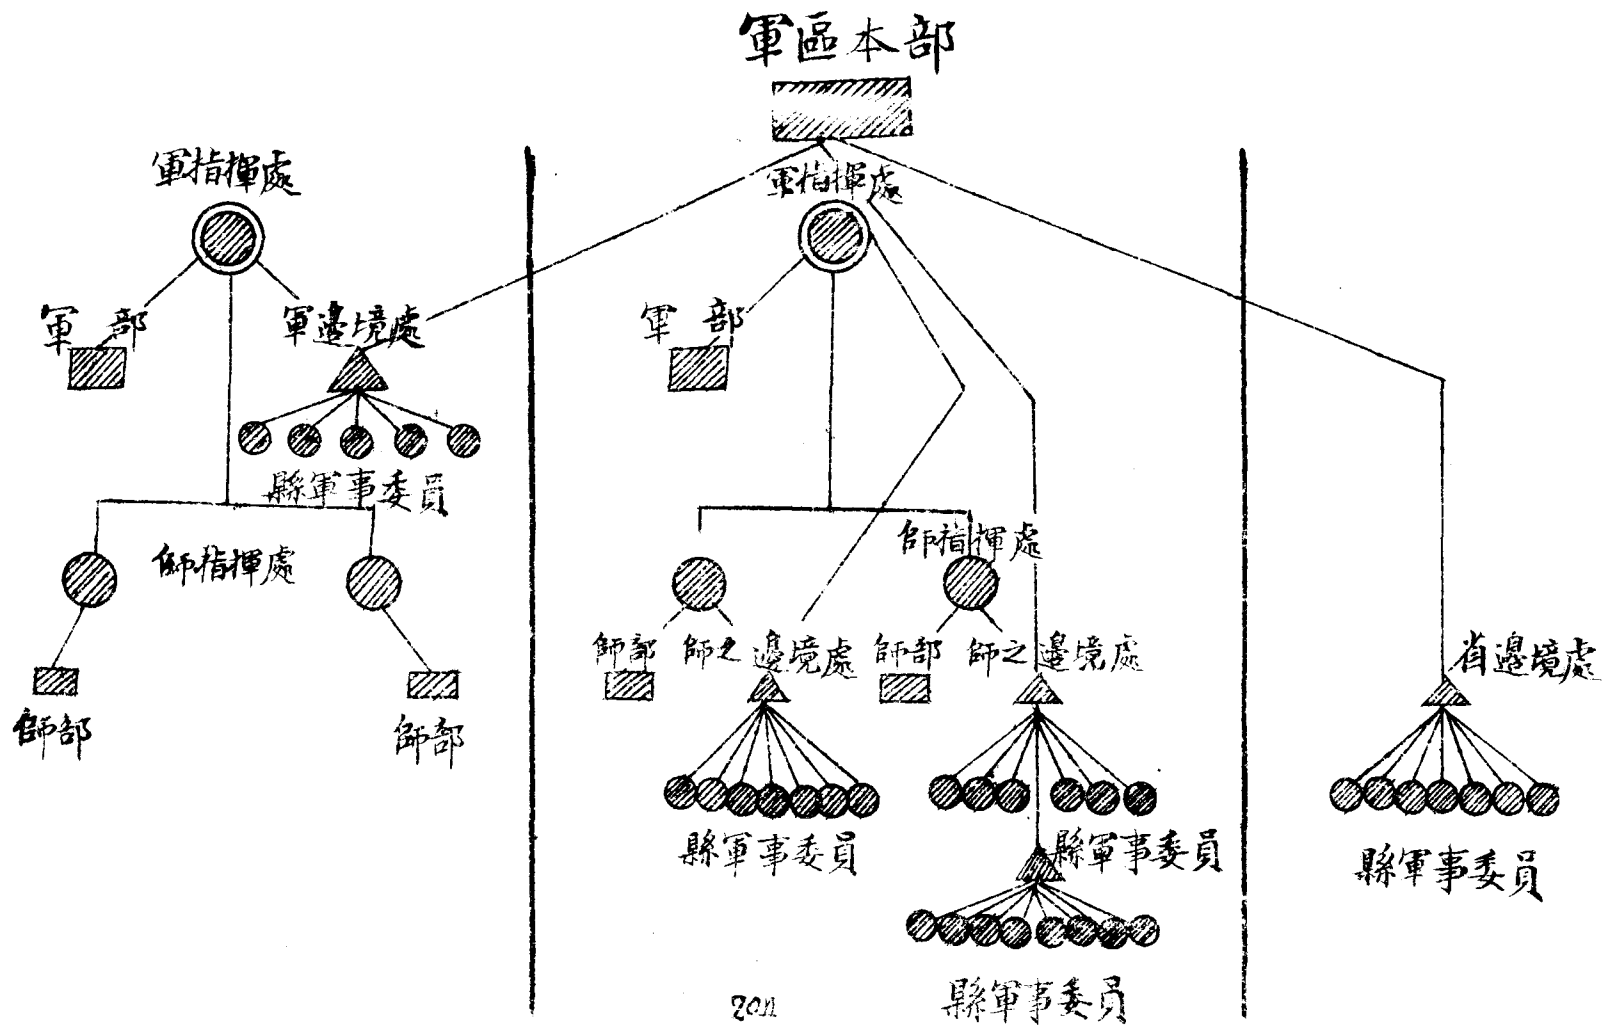 軍區本部
軍指揮處
軍部
軍邊境處
縣軍事委員
師指揮處
師部
師部
軍指揮處
軍部
師指揮處
師部
師之邊境處
師部
師之邊境處
縣軍事委員
縣軍事委員
縣軍事委員
省邊境處
縣軍事委員